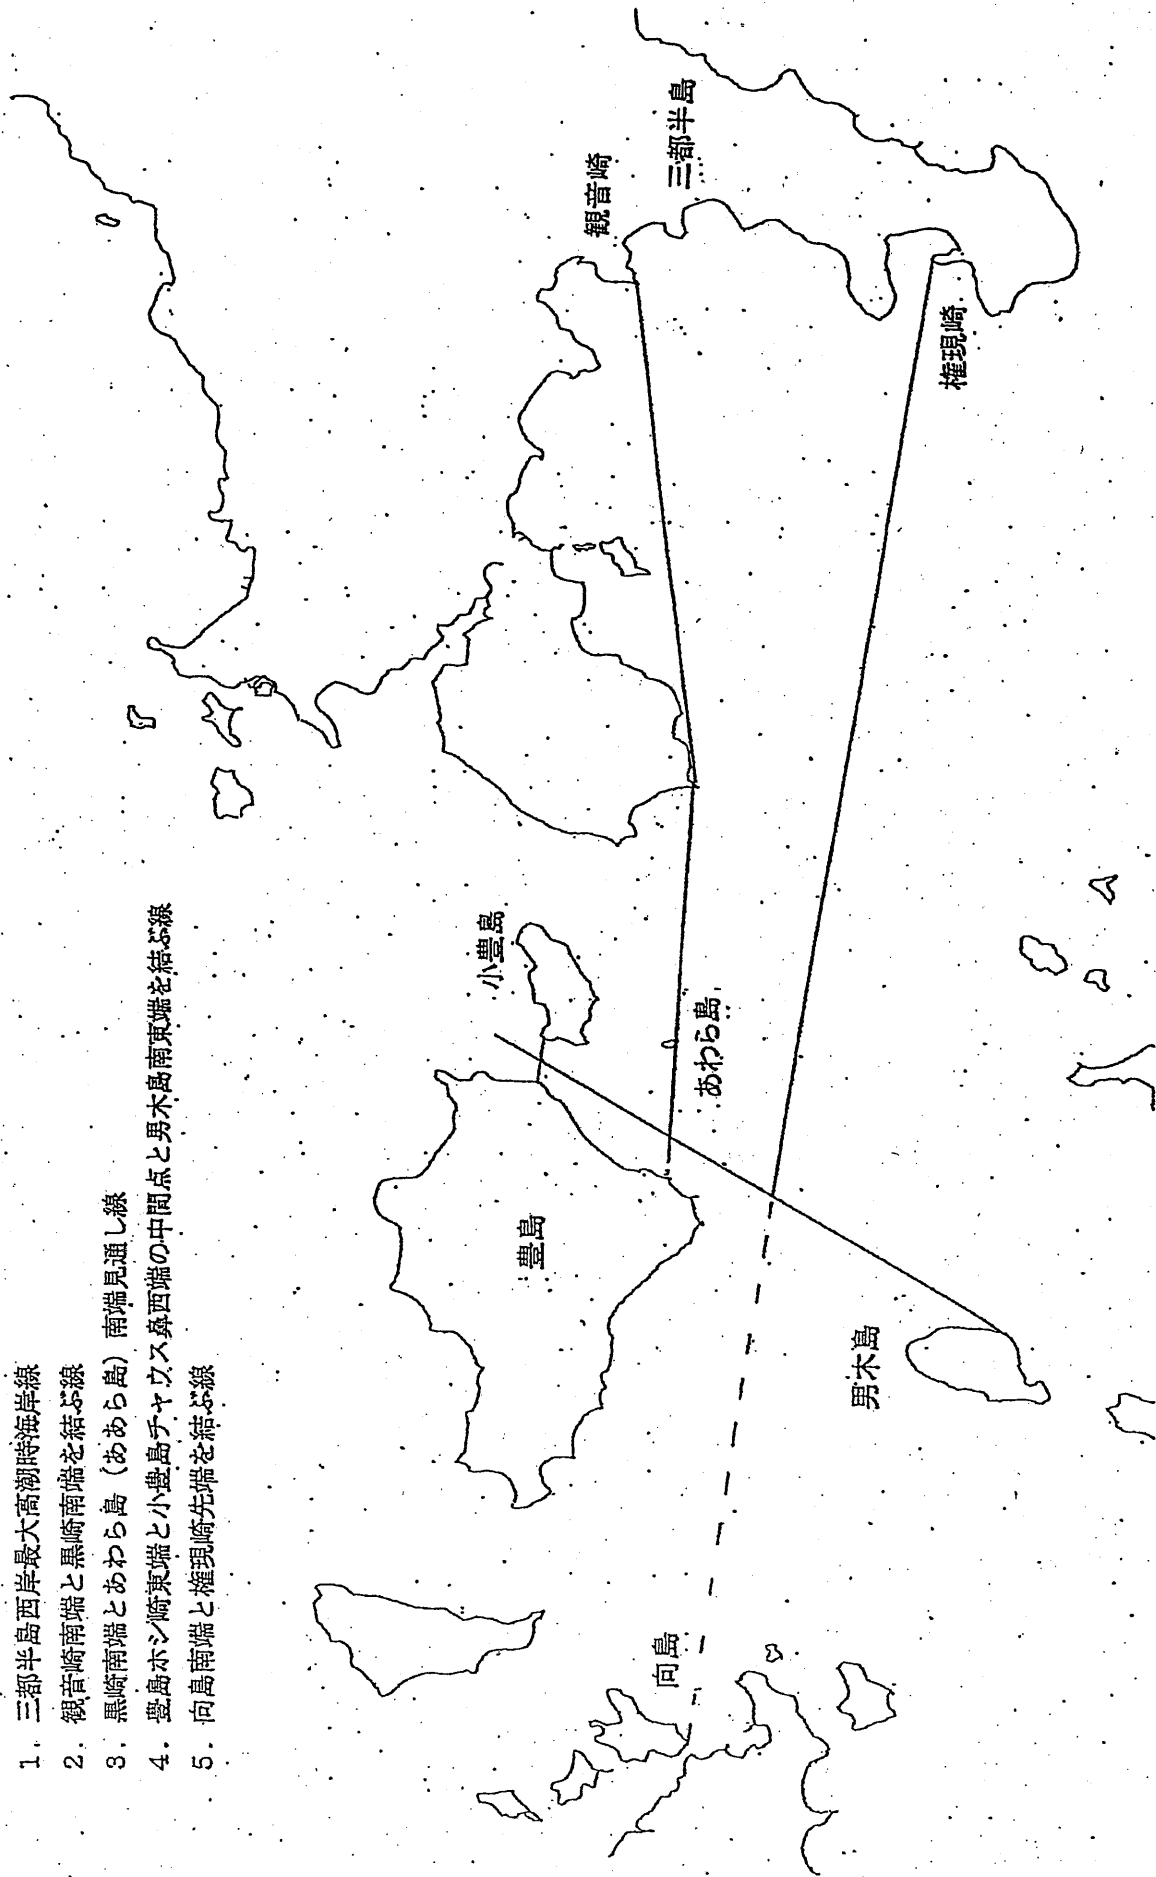 1. 三都半島西岸最大高潮時海岸線
2. 観音崎南端と黒崎南端を結ぶ線
3. 黒崎南端とあわら島（ああら島）南端見通し線
4. 豊島ホシ崎東端と小豊島チャウス鼻西端の中間点と男木島南東端を結ぶ線
5. 向島南端と権現崎先端を結ぶ線
観音崎
三都半島
権現崎
小豊島
あわら島
豊島
男木島
向島